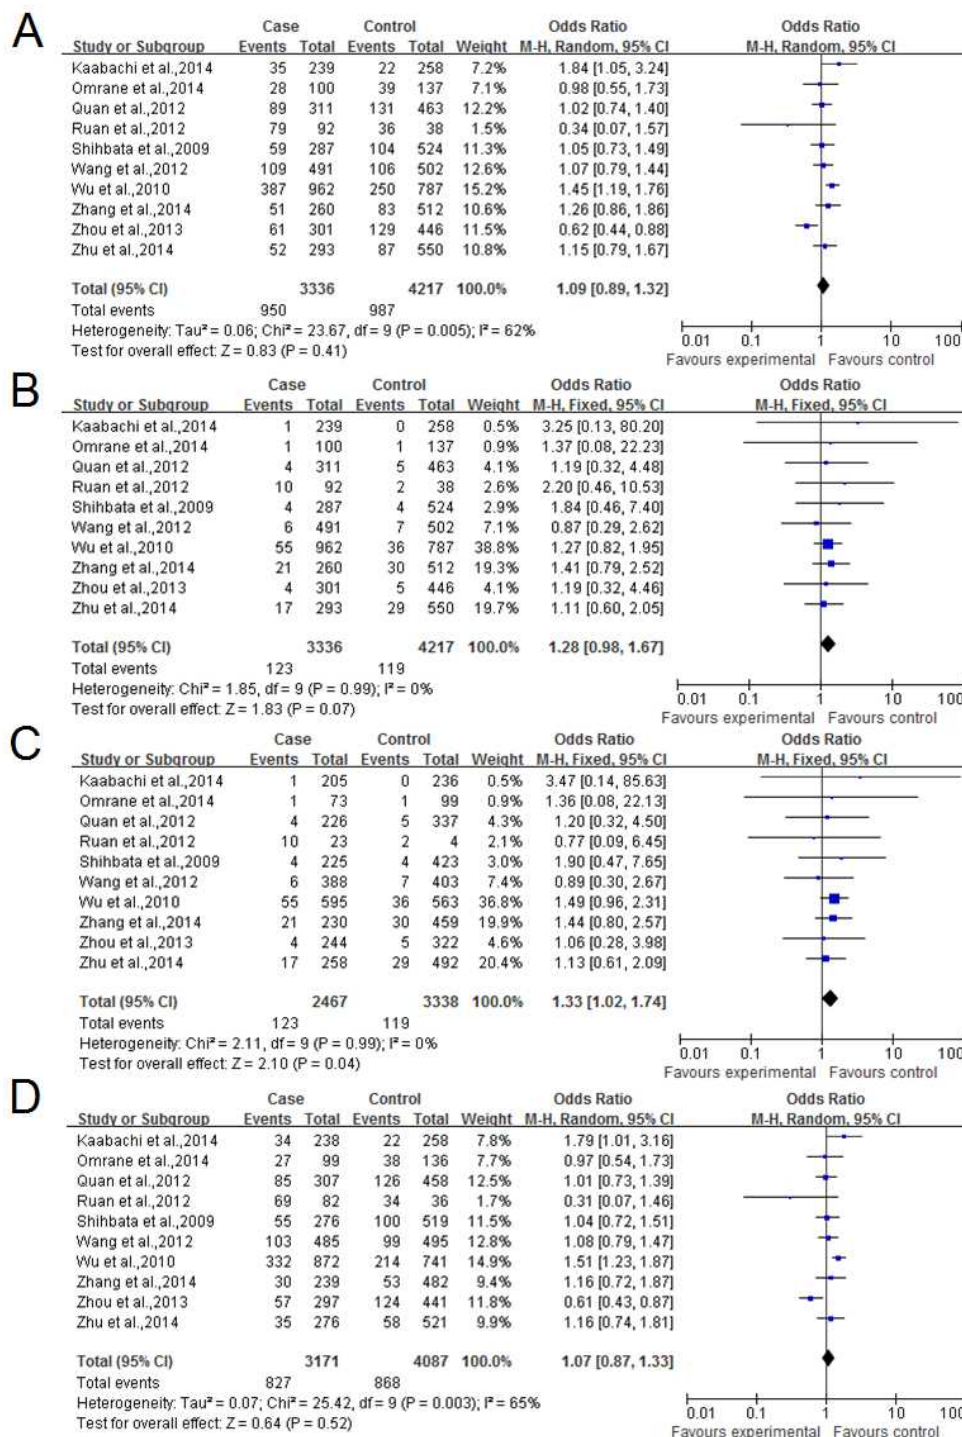 A
Case Control Odds Ratio Odds Ratio
Study or Subgroup Events Total Events Total Weight M-H, Random, 95% CI M-H, Random, 95% CI
Kaabachi et al.,2014 35 239 22 258 7.2% 1.84 [1.05, 3.24]
Omrane et al.,2014 28 100 39 137 7.1% 0.98 [0.55, 1.73]
Quan et al.,2012 89 311 131 463 12.2% 1.02 [0.74, 1.40]
Ruan et al.,2012 79 92 36 38 1.5% 0.34 [0.07, 1.57]
Shihbata et al.,2009 59 287 104 524 11.3% 1.05 [0.73, 1.49]
Wang et al.,2012 109 491 106 502 12.6% 1.07 [0.79, 1.44]
Wu et al.,2010 387 962 250 787 15.2% 1.45 [1.19, 1.76]
Zhang et al.,2014 51 260 83 512 10.6% 1.26 [0.86, 1.86]
Zhou et al.,2013 61 301 129 446 11.5% 0.62 [0.44, 0.88]
Zhu et al.,2014 52 293 87 550 10.8% 1.15 [0.79, 1.67]
Total (95% CI) 3336 4217 100.0% 1.09 [0.89, 1.32]
Total events 950 987
Heterogeneity: Tau² = 0.06; Chi² = 23.67, df = 9 (P = 0.005); I² = 62%
Test for overall effect: Z = 0.83 (P = 0.41)
0.01 0.1 1 10 100
Favours experimental Favours control
B
Case Control Odds Ratio Odds Ratio
Study or Subgroup Events Total Events Total Weight M-H, Fixed, 95% CI M-H, Fixed, 95% CI
Kaabachi et al.,2014 1 239 0 258 0.5% 3.25 [0.13, 80.20]
Omrane et al.,2014 1 100 1 137 0.9% 1.37 [0.08, 22.23]
Quan et al.,2012 4 311 5 463 4.1% 1.19 [0.32, 4.48]
Ruan et al.,2012 10 92 2 38 2.6% 2.20 [0.46, 10.53]
Shihbata et al.,2009 4 287 4 524 2.9% 1.84 [0.46, 7.40]
Wang et al.,2012 6 491 7 502 7.1% 0.87 [0.29, 2.62]
Wu et al.,2010 55 962 36 787 38.8% 1.27 [0.82, 1.95]
Zhang et al.,2014 21 260 30 512 19.3% 1.41 [0.79, 2.52]
Zhou et al.,2013 4 301 5 446 4.1% 1.19 [0.32, 4.46]
Zhu et al.,2014 17 293 29 550 19.7% 1.11 [0.60, 2.05]
Total (95% CI) 3336 4217 100.0% 1.28 [0.98, 1.67]
Total events 123 119
Heterogeneity: Chi² = 1.85, df = 9 (P = 0.99); I² = 0%
Test for overall effect: Z = 1.83 (P = 0.07)
0.01 0.1 1 10 100
Favours experimental Favours control
C
Case Control Odds Ratio Odds Ratio
Study or Subgroup Events Total Events Total Weight M-H, Fixed, 95% CI M-H, Fixed, 95% CI
Kaabachi et al.,2014 1 205 0 236 0.5% 3.47 [0.14, 85.63]
Omrane et al.,2014 1 73 1 99 0.9% 1.36 [0.08, 22.13]
Quan et al.,2012 4 226 5 337 4.3% 1.20 [0.32, 4.50]
Ruan et al.,2012 10 23 2 4 2.1% 0.77 [0.09, 6.45]
Shihbata et al.,2009 4 225 4 423 3.0% 1.90 [0.47, 7.65]
Wang et al.,2012 6 388 7 403 7.4% 0.89 [0.30, 2.67]
Wu et al.,2010 55 595 36 563 36.8% 1.49 [0.96, 2.31]
Zhang et al.,2014 21 230 30 459 19.9% 1.44 [0.80, 2.57]
Zhou et al.,2013 4 244 5 322 4.6% 1.06 [0.28, 3.98]
Zhu et al.,2014 17 258 29 492 20.4% 1.13 [0.61, 2.09]
Total (95% CI) 2467 3338 100.0% 1.33 [1.02, 1.74]
Total events 123 119
Heterogeneity: Chi² = 2.11, df = 9 (P = 0.99); I² = 0%
Test for overall effect: Z = 2.10 (P = 0.04)
0.01 0.1 1 10 100
Favours experimental Favours control
D
Case Control Odds Ratio Odds Ratio
Study or Subgroup Events Total Events Total Weight M-H, Random, 95% CI M-H, Random, 95% CI
Kaabachi et al.,2014 34 238 22 258 7.8% 1.79 [1.01, 3.16]
Omrane et al.,2014 27 99 38 136 7.7% 0.97 [0.54, 1.73]
Quan et al.,2012 85 307 126 458 12.5% 1.01 [0.73, 1.39]
Ruan et al.,2012 69 82 34 36 1.7% 0.31 [0.07, 1.46]
Shihbata et al.,2009 55 276 100 519 11.5% 1.04 [0.72, 1.51]
Wang et al.,2012 103 485 99 495 12.8% 1.08 [0.79, 1.47]
Wu et al.,2010 332 872 214 741 14.9% 1.51 [1.23, 1.87]
Zhang et al.,2014 30 239 53 482 9.4% 1.16 [0.72, 1.87]
Zhou et al.,2013 57 297 124 441 11.8% 0.61 [0.43, 0.87]
Zhu et al.,2014 35 276 58 521 9.9% 1.16 [0.74, 1.81]
Total (95% CI) 3171 4087 100.0% 1.07 [0.87, 1.33]
Total events 827 868
Heterogeneity: Tau² = 0.07; Chi² = 25.42, df = 9 (P = 0.003); I² = 65%
Test for overall effect: Z = 0.64 (P = 0.52)
0.01 0.1 1 10 100
Favours experimental Favours control